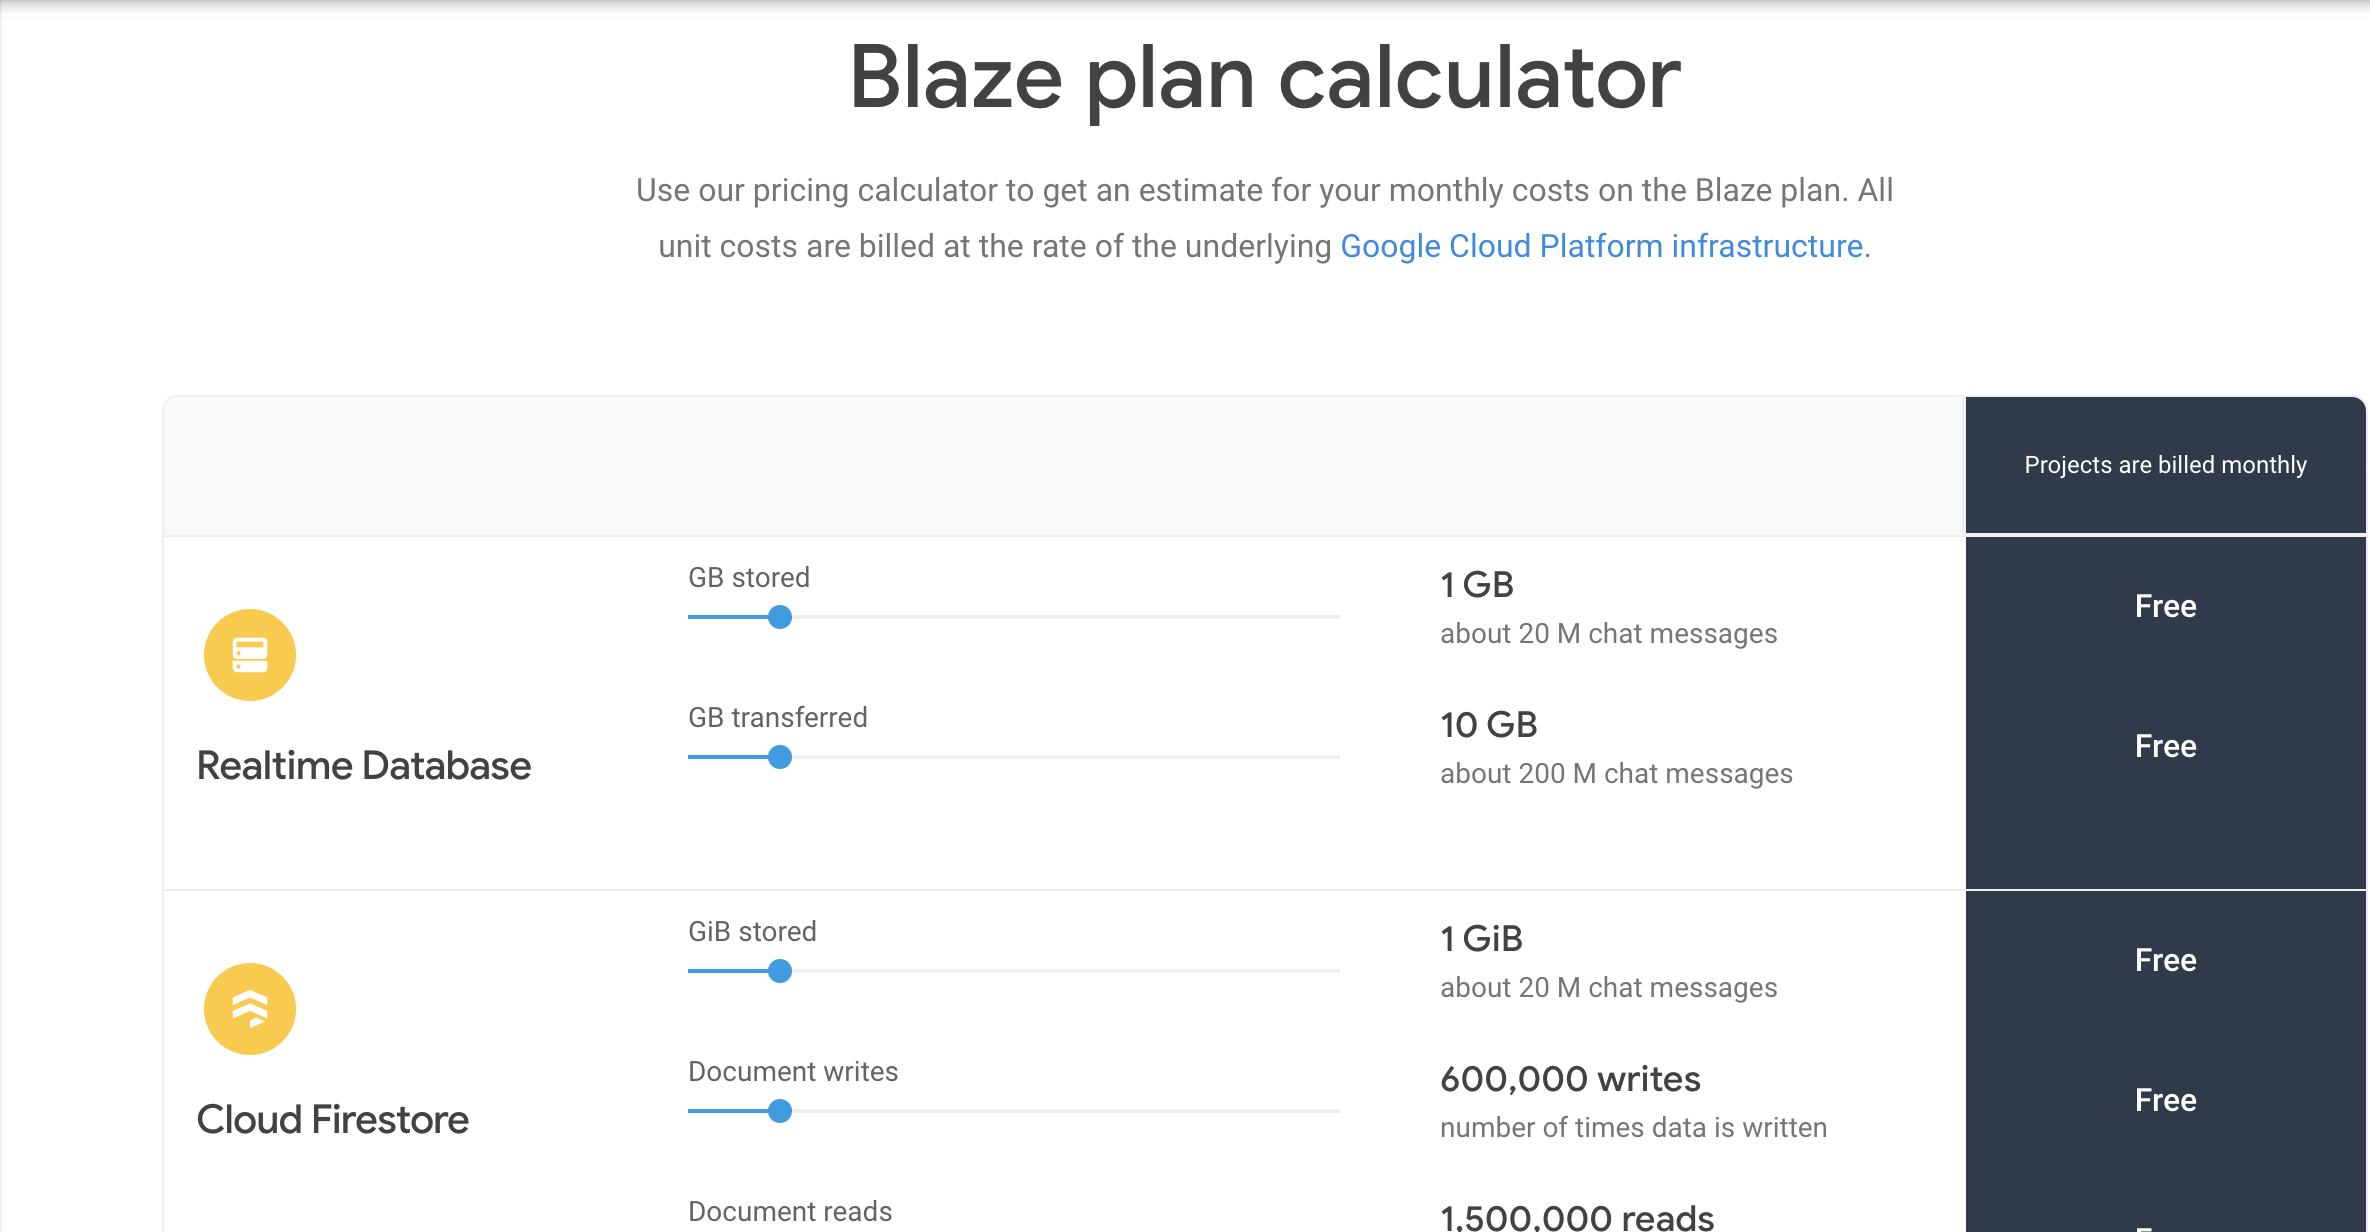 Blaze plan calculator
Use our pricing calculator to get an estimate for your monthly costs on the Blaze plan. All
unit costs are billed at the rate of the underlying Google Cloud Platform infrastructure.
Projects are billed monthly
Realtime Database
GB stored
1 GB
about 20 M chat messages
Free
GB transferred
10 GB
about 200 M chat messages
Free
Cloud Firestore
GiB stored
1 GiB
about 20 M chat messages
Free
Document writes
600,000 writes
number of times data is written
Free
Document reads
1,500,000 reads